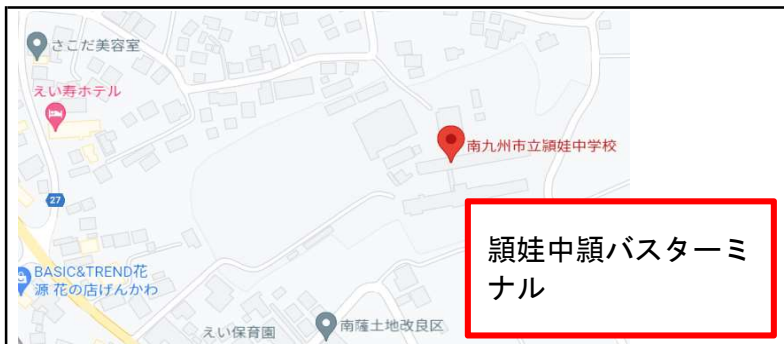 さこだ美容室
えい寿ホテル
南九州市立頴娃中学校
27
頴娃中頴バスターミ
ナル
BASIC&TREND花
源 花の店げんかわ
南薩土地改良区
えい保育園